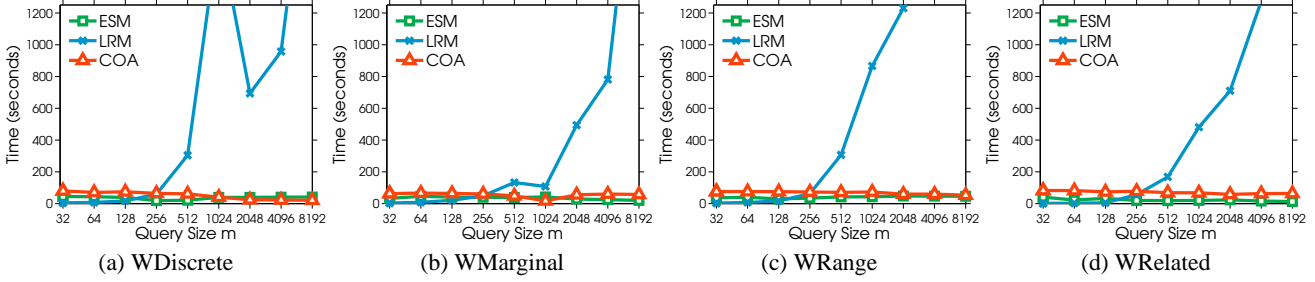 1200
1000
800
600
400
200
0
Time (seconds)
ESM
LRM
COA
32 64 128 256 512 1024 2048 4096 8192
Query Size m
(a) WDiscrete
1200
1000
800
600
400
200
0
Time (seconds)
ESM
LRM
COA
32 64 128 256 512 1024 2048 4096 8192
Query Size m
(b) WMarginal
1200
1000
800
600
400
200
0
Time (seconds)
ESM
LRM
COA
32 64 128 256 512 1024 2048 4096 8192
Query Size m
(c) WRange
1200
1000
800
600
400
200
0
Time (seconds)
ESM
LRM
COA
32 64 128 256 512 1024 2048 4096 8192
Query Size m
(d) WRelated